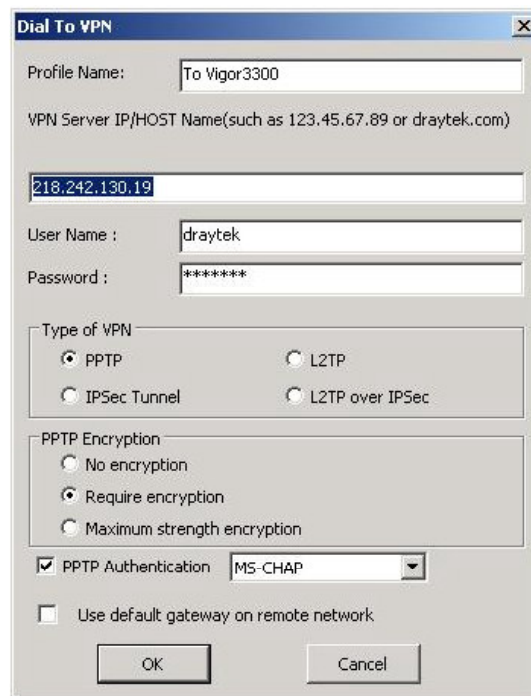 Dial To VPN
Profile Name: To Vigor3300
VPN Server IP/HOST Name(such as 123.45.67.89 or draytek.com)
218.242.130.19
User Name : draytek
Password : *******
Type of VPN
PPTP L2TP
IPSec Tunnel L2TP over IPSec
PPTP Encryption
No encryption
Require encryption
Maximum strength encryption
PPTP Authentication MS-CHAP
Use default gateway on remote network
OK Cancel